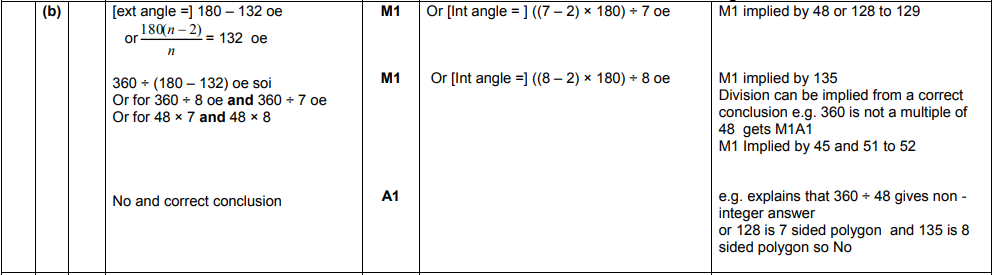 (b) [ext angle =] 180 – 132 oe M1 Or [Int angle = ] ((7 – 2) × 180) ÷ 7 oe M1 implied by 48 or 128 to 129
or 180(n – 2)/n = 132 oe
360 ÷ (180 – 132) oe soi M1 Or [Int angle =] ((8 – 2) × 180) ÷ 8 oe M1 implied by 135
Or for 360 ÷ 8 oe and 360 ÷ 7 oe Division can be implied from a correct
Or for 48 × 7 and 48 × 8 conclusion e.g. 360 is not a multiple of
48 gets M1A1
M1 Implied by 45 and 51 to 52
No and correct conclusion A1 e.g. explains that 360 ÷ 48 gives non -
integer answer
or 128 is 7 sided polygon and 135 is 8
sided polygon so No